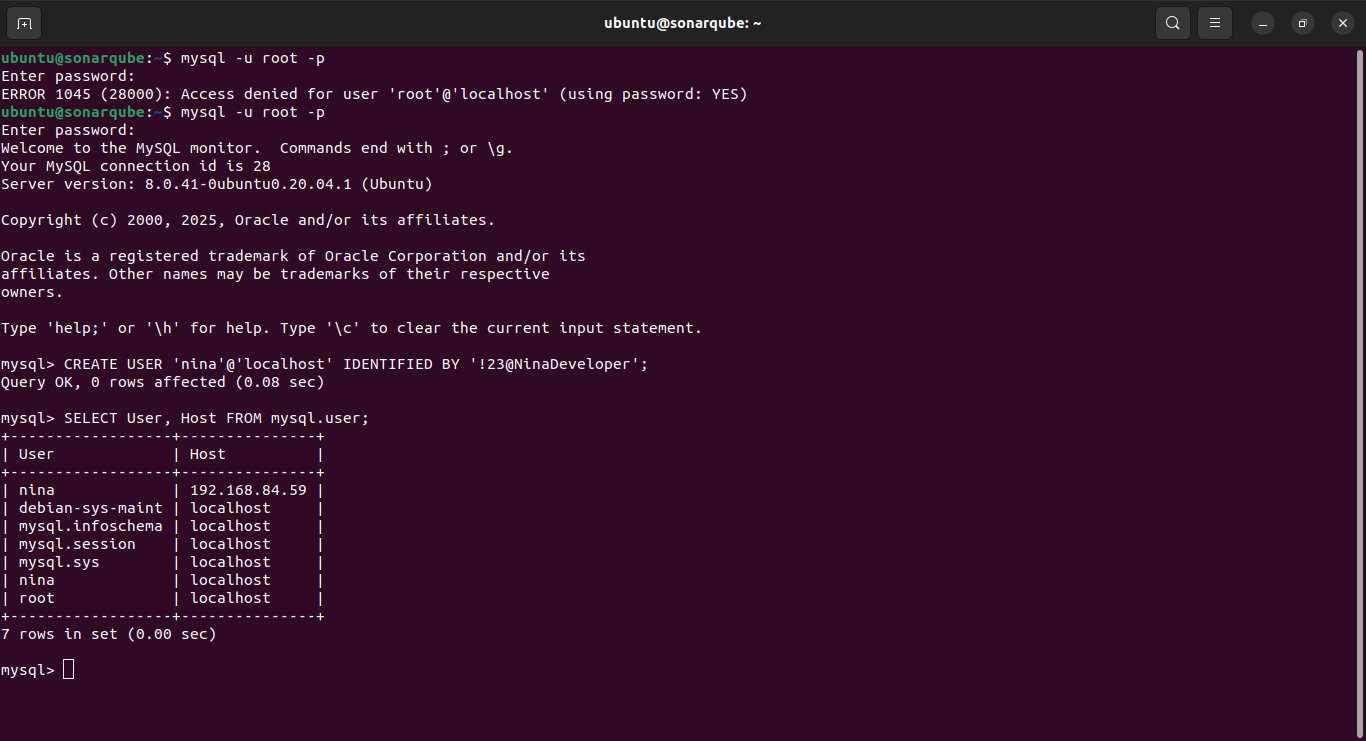 ubuntu@sonarqube: ~
ubuntu@sonarqube:~$ mysql -u root -p
Enter password:
ERROR 1045 (28000): Access denied for user 'root'@'localhost' (using password: YES)
ubuntu@sonarqube:~$ mysql -u root -p
Enter password:
Welcome to the MySQL monitor.  Commands end with ; or \g.
Your MySQL connection id is 28
Server version: 8.0.41-0ubuntu0.20.04.1 (Ubuntu)

Copyright (c) 2000, 2025, Oracle and/or its affiliates.

Oracle is a registered trademark of Oracle Corporation and/or its
affiliates. Other names may be trademarks of their respective
owners.

Type 'help;' or '\h' for help. Type '\c' to clear the current input statement.

mysql> CREATE USER 'nina'@'localhost' IDENTIFIED BY '!23@NinaDeveloper';
Query OK, 0 rows affected (0.08 sec)

mysql> SELECT User, Host FROM mysql.user;
+------------------+---------------+
| User             | Host          |
+------------------+---------------+
| nina             | 192.168.84.59 |
| debian-sys-maint | localhost     |
| mysql.infoschema | localhost     |
| mysql.session    | localhost     |
| mysql.sys        | localhost     |
| nina             | localhost     |
| root             | localhost     |
+------------------+---------------+
7 rows in set (0.00 sec)

mysql>